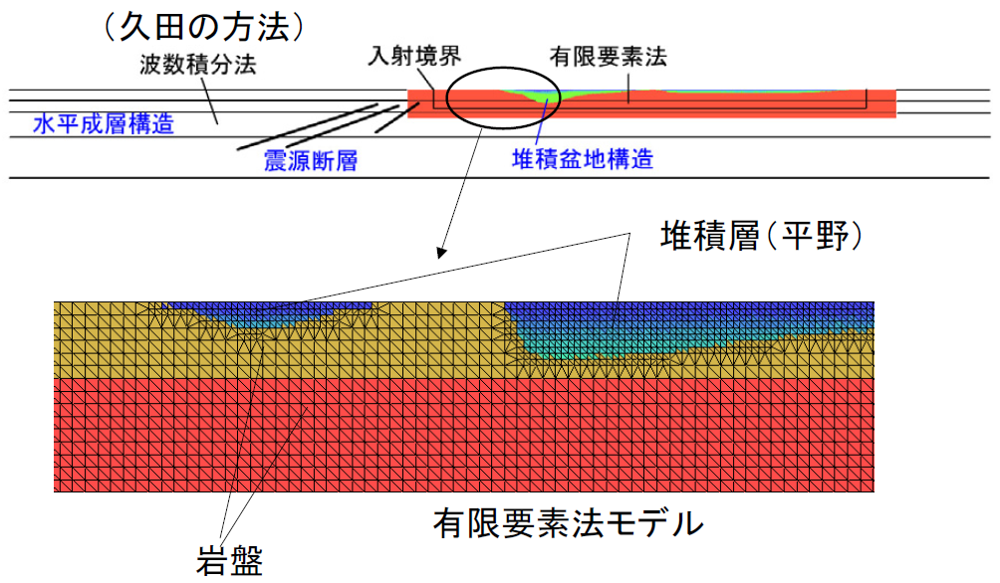 （久田の方法）
波数積分法
入射境界
有限要素法
水平成層構造
震源断層
堆積盆地構造
堆積層（平野）
有限要素法モデル
岩盤